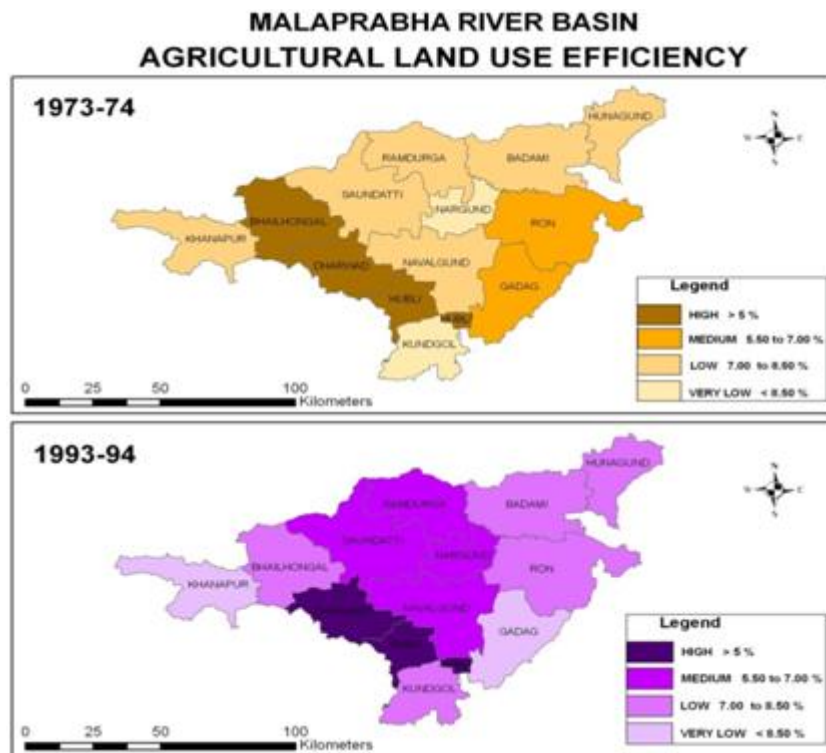 MALAPRABHA RIVER BASIN
AGRICULTURAL LAND USE EFFICIENCY
1973-74
N
W
E
HUNAGUND
RAMDURGA
BADAMI
SAUNDATTI
NARGUND
BHAILHONGAL
RON
KHANAPUR
NAVALGUND
DHARWAD
GADAG
HUBLI
HUBLI
KUNDGOL
Legend
HIGH > 5 %
MEDIUM 5.50 to 7.00 %
LOW 7.00 to 8.50 %
VERY LOW < 8.50 %
0 25 50 100
Kilometers
1993-94
N
W
E
HUNAGUND
RAMDURGA
BADAMI
SAUNDATTI
NARGUND
BHAILHONGAL
RON
KHANAPUR
NAVALGUND
GADAG
KUNDGOL
Legend
HIGH > 5 %
MEDIUM 5.50 to 7.00 %
LOW 7.00 to 8.50 %
VERY LOW < 8.50 %
0 25 50 100
Kilometers